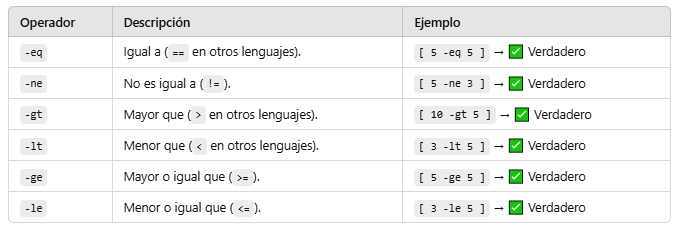 Operador Descripción Ejemplo
-eq Igual a ( == en otros lenguajes). [ 5 -eq 5 ] → ✅ Verdadero
-ne No es igual a ( != ). [ 5 -ne 3 ] → ✅ Verdadero
-gt Mayor que ( > en otros lenguajes). [ 10 -gt 5 ] → ✅ Verdadero
-lt Menor que ( < en otros lenguajes). [ 3 -lt 5 ] → ✅ Verdadero
-ge Mayor o igual que ( >= ). [ 5 -ge 5 ] → ✅ Verdadero
-le Menor o igual que ( <= ). [ 3 -le 5 ] → ✅ Verdadero